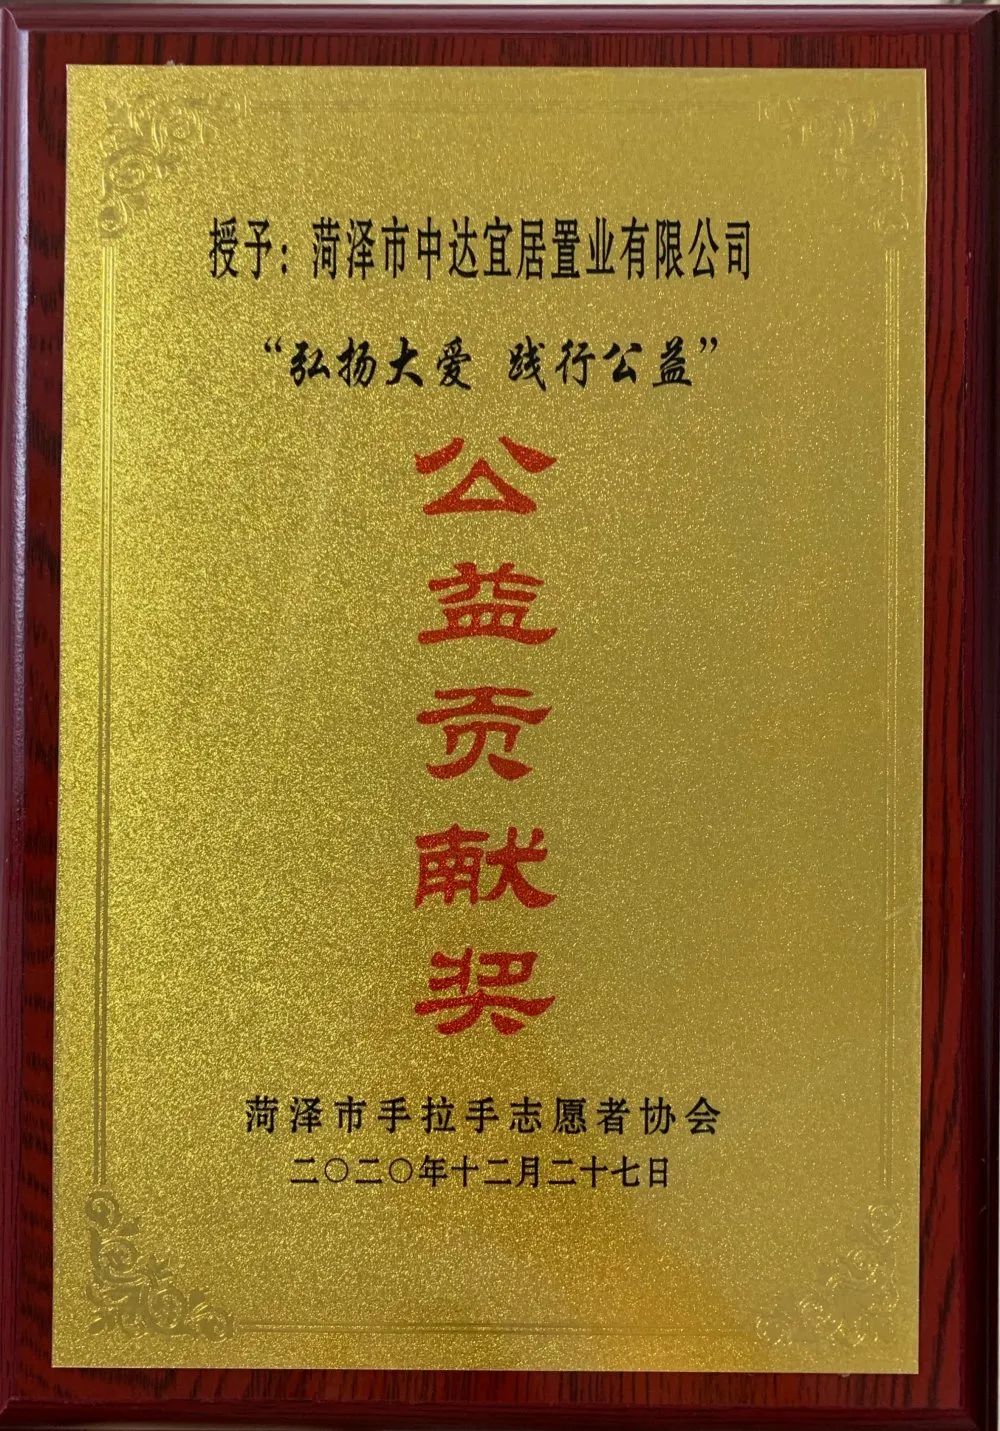 授予：菏泽市中达宜居置业有限公司
“弘扬大爱 践行公益”
公益贡献奖
菏泽市手拉手志愿者协会
二〇二〇年十二月二十七日